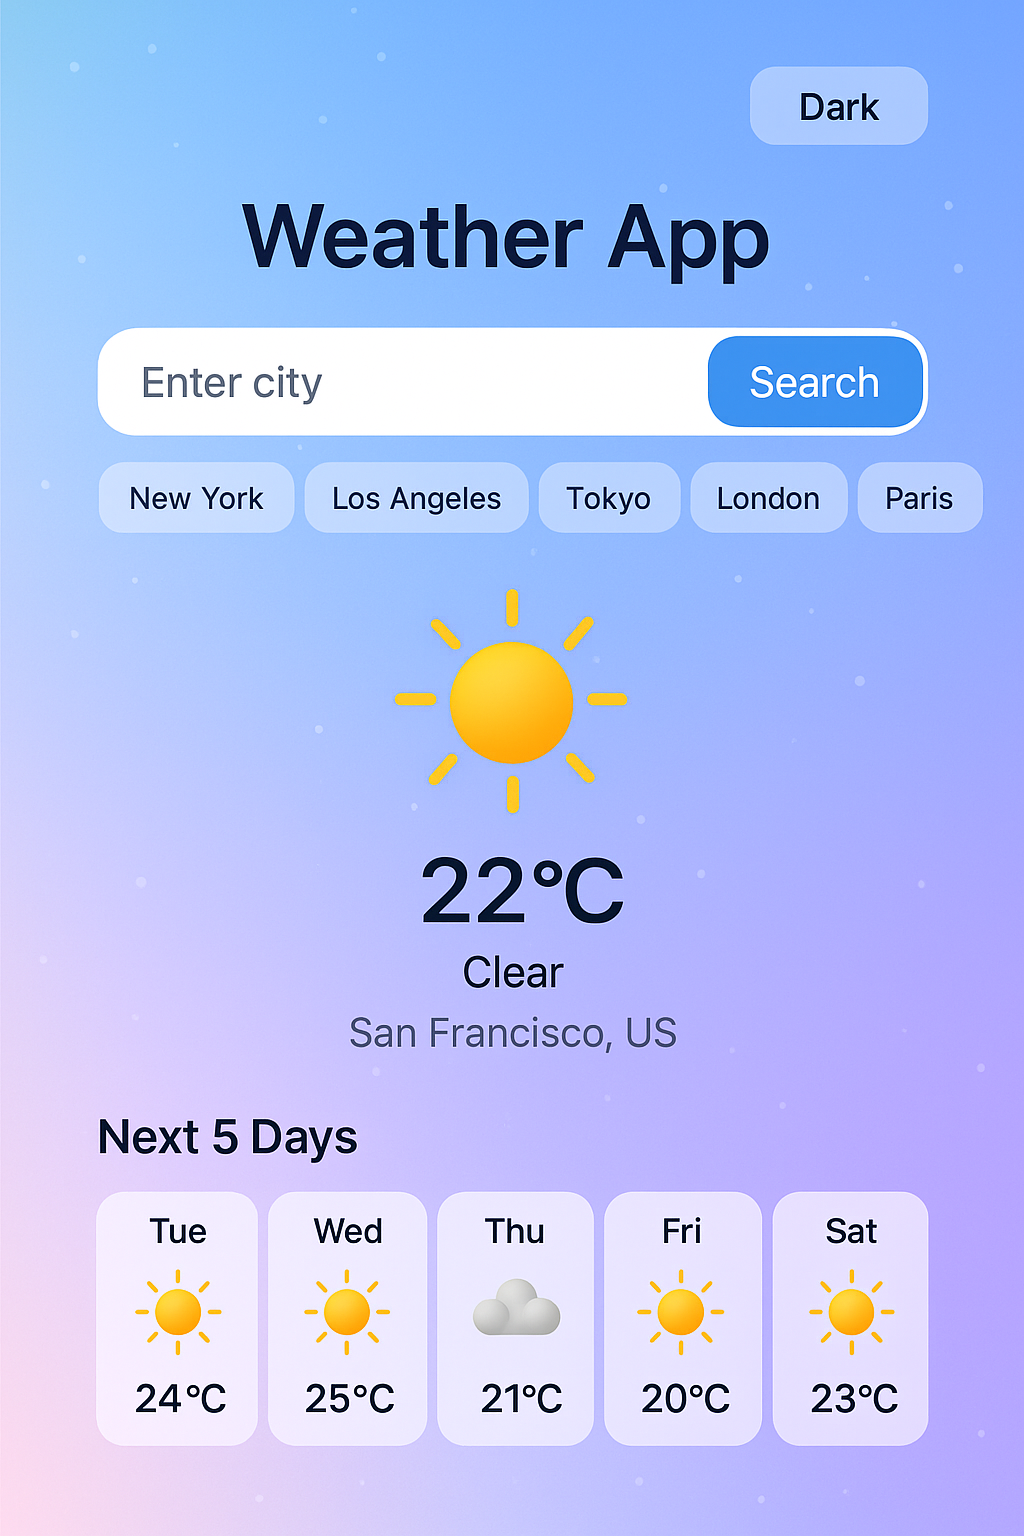 Dark
Weather App
Enter city
Search
New York
Los Angeles
Tokyo
London
Paris
22°C
Clear
San Francisco, US
Next 5 Days
Tue
Wed
Thu
Fri
Sat
24°C
25°C
21°C
20°C
23°C